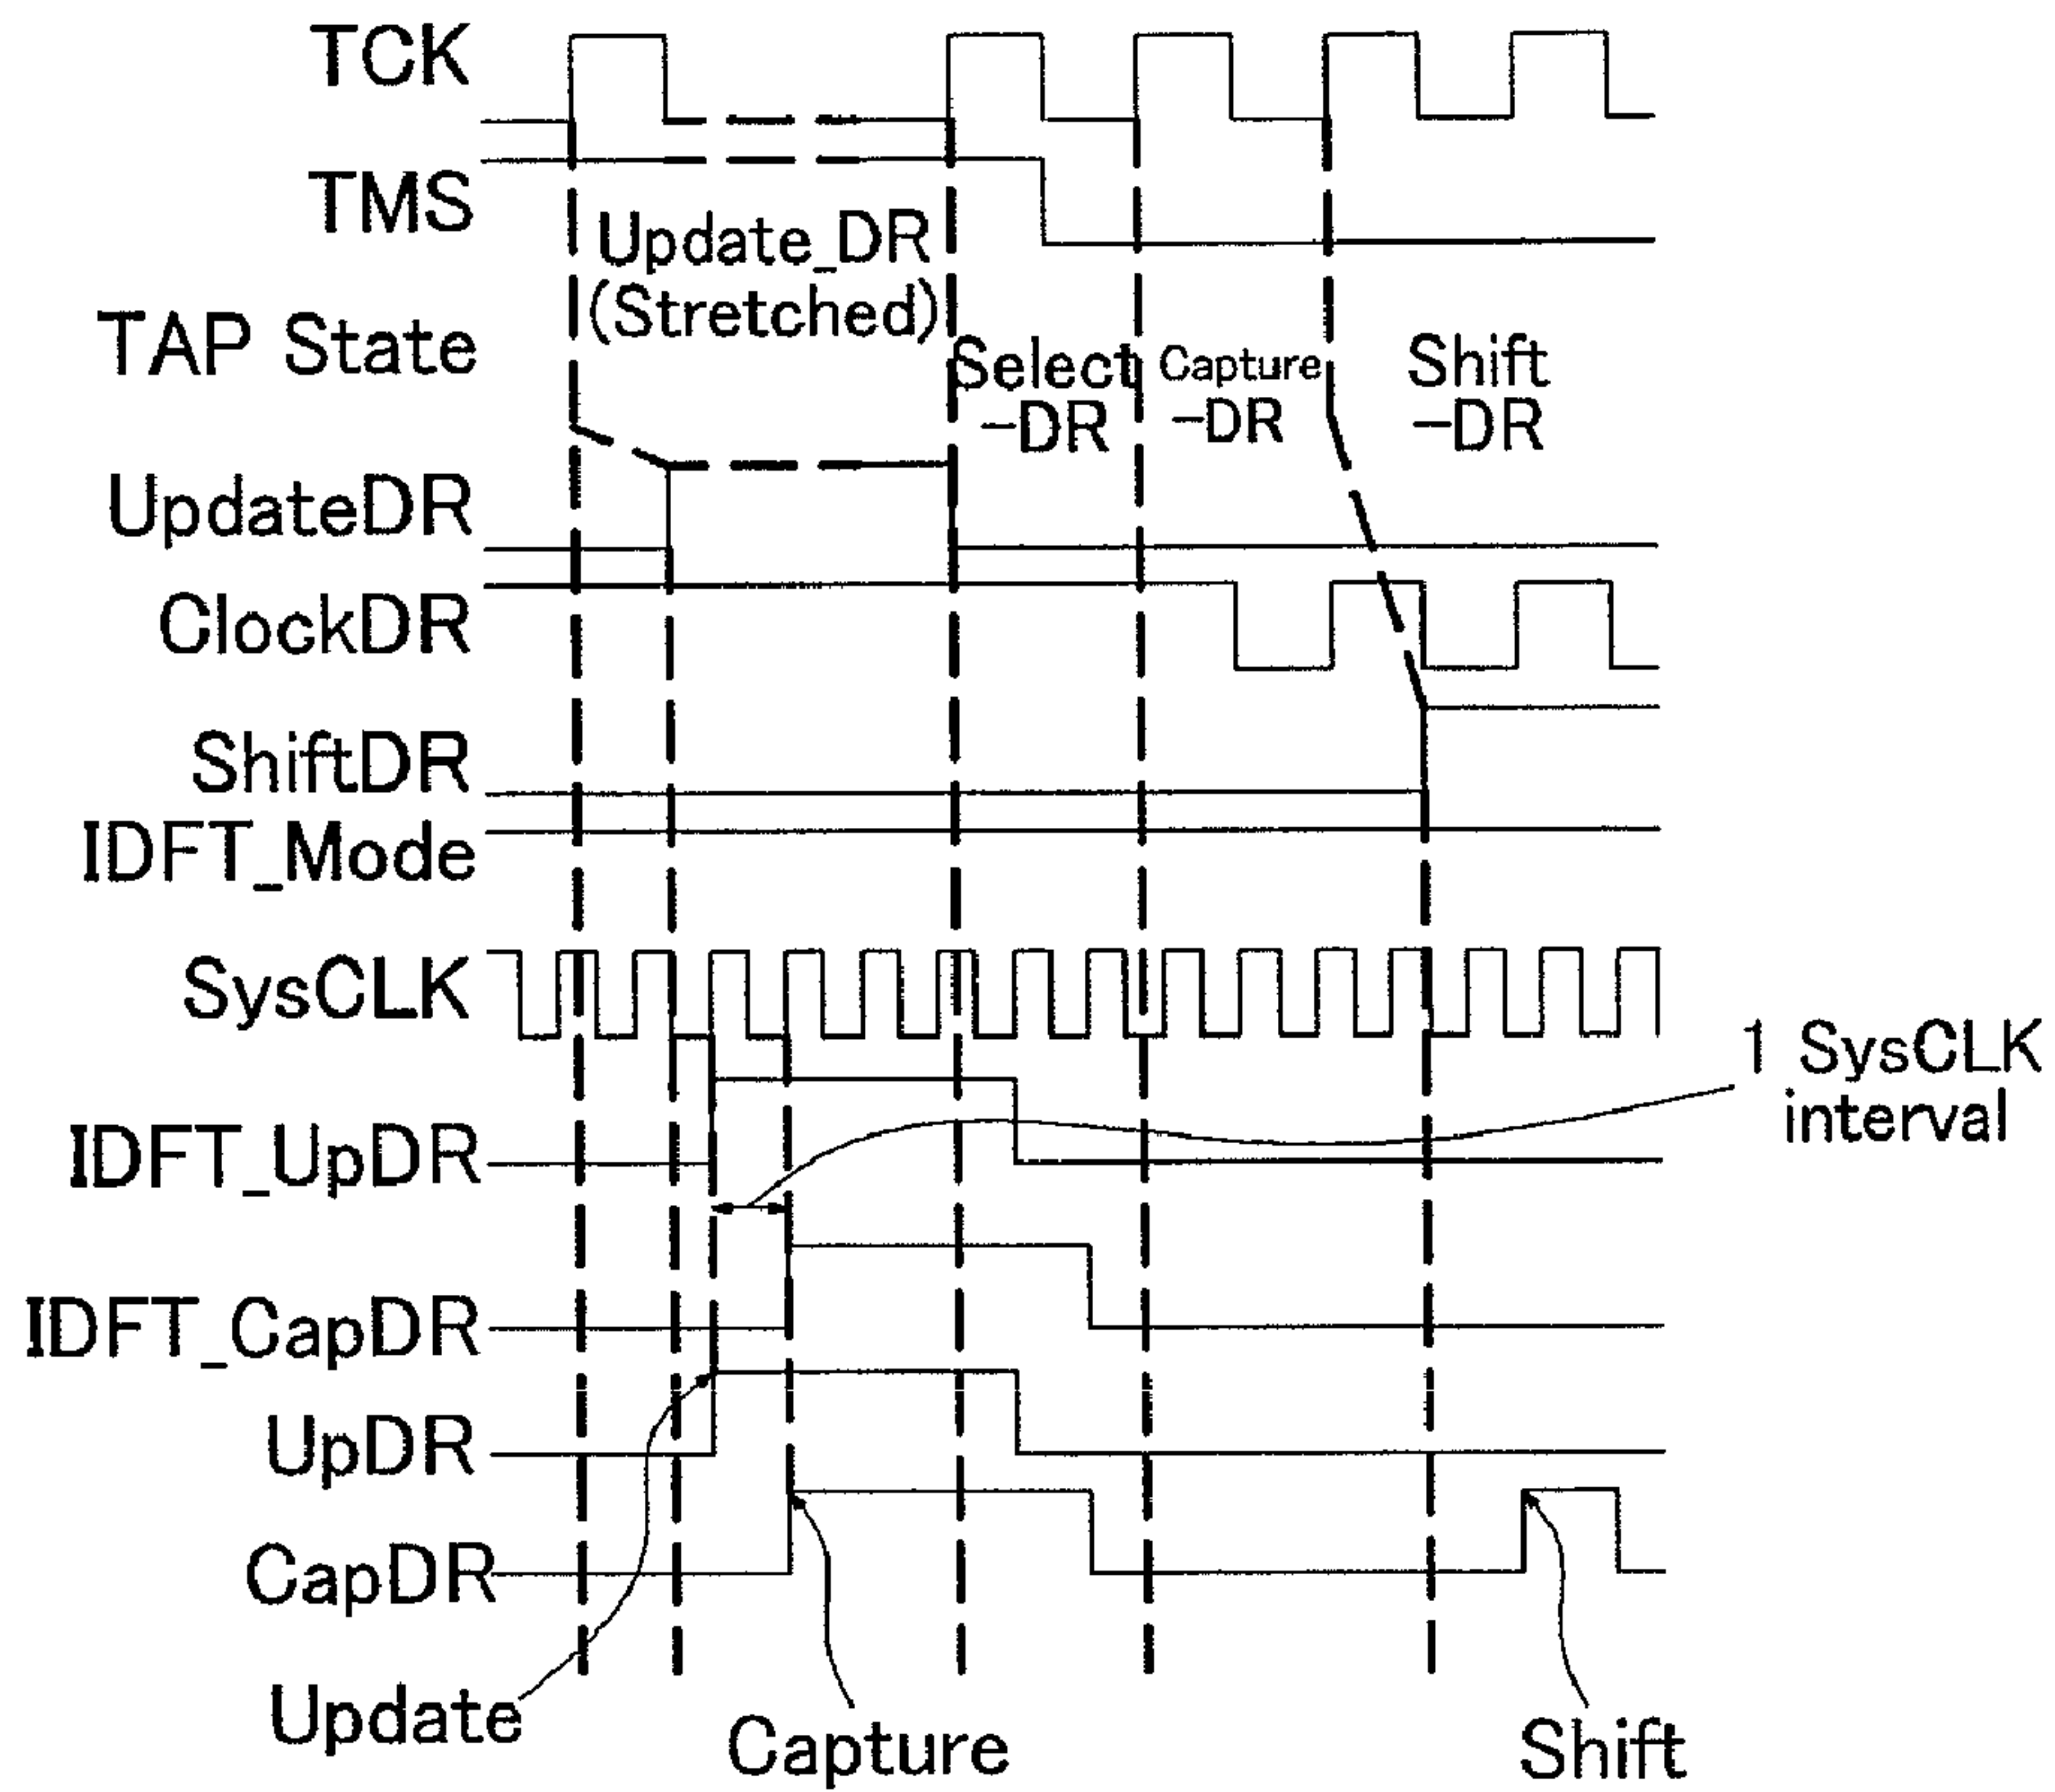 TCK
TMS
Update_DR
(Stretched)
TAP State
Select
-DR
Capture
-DR
Shift
-DR
UpdateDR
ClockDR
ShiftDR
IDFT_Mode
SysCLK
1 SysCLK
interval
IDFT_UpDR
IDFT_CapDR
UpDR
CapDR
Update
Capture
Shift